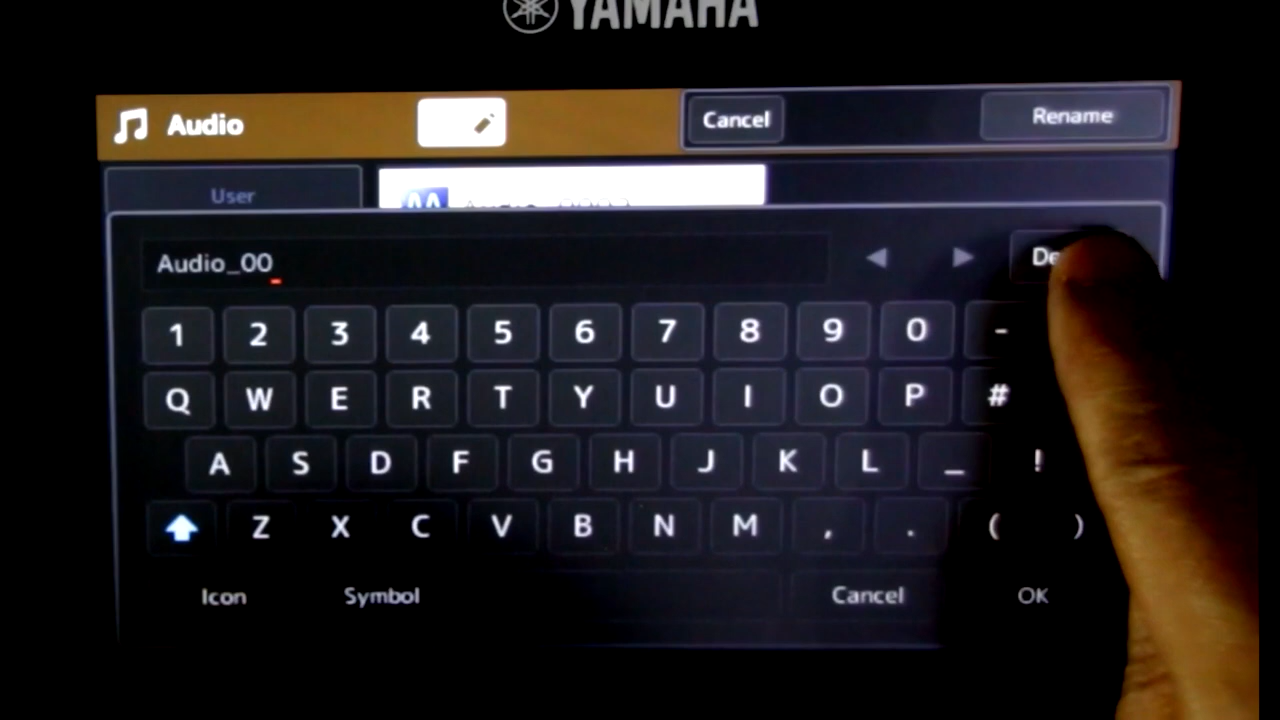 YAMAHA
Audio Cancel Rename
User
Audio_00
1 2 3 4 5 6 7 8 9 0 -
Q W E R T Y U I O P #
A S D F G H J K L _ !
Z X C V B N M , . ( )
Icon Symbol Cancel OK